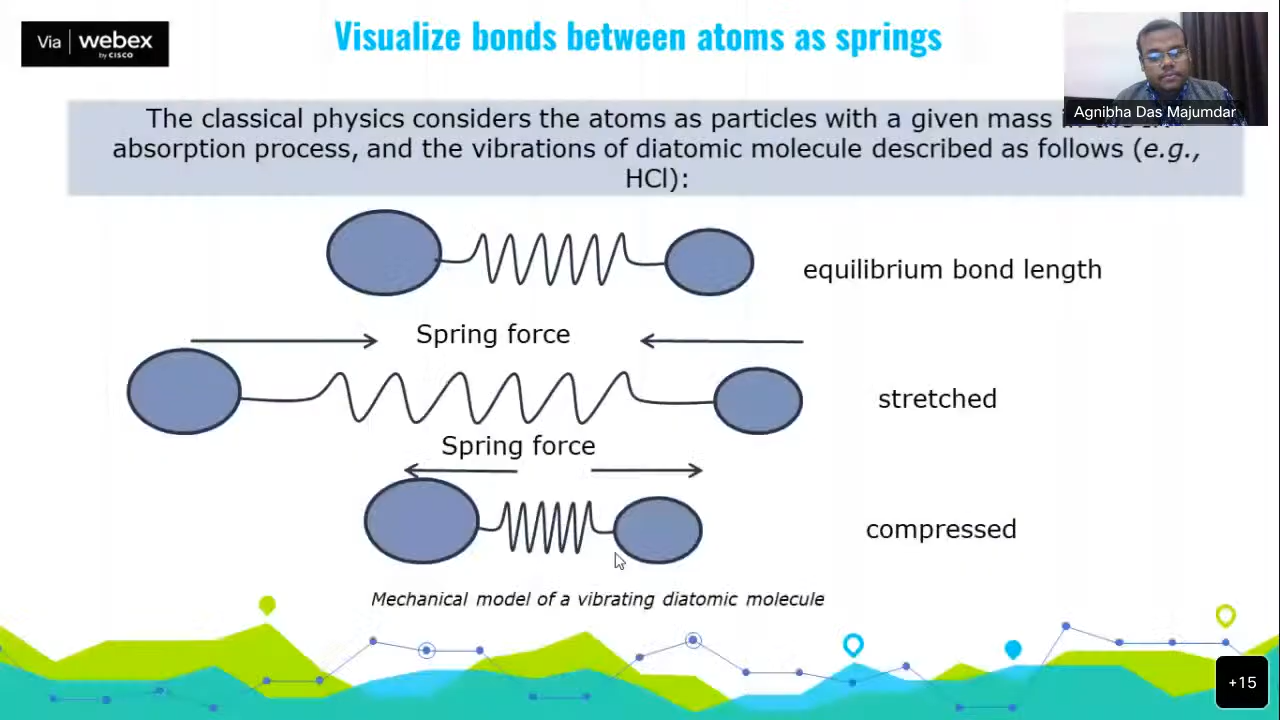 Via | webex
by CISCO
Visualize bonds between atoms as springs
Agnibha Das Majumdar
The classical physics considers the atoms as particles with a given mass
absorption process, and the vibrations of diatomic molecule described as follows (e.g.,
HCl):
equilibrium bond length
Spring force
stretched
Spring force
compressed
Mechanical model of a vibrating diatomic molecule
+15